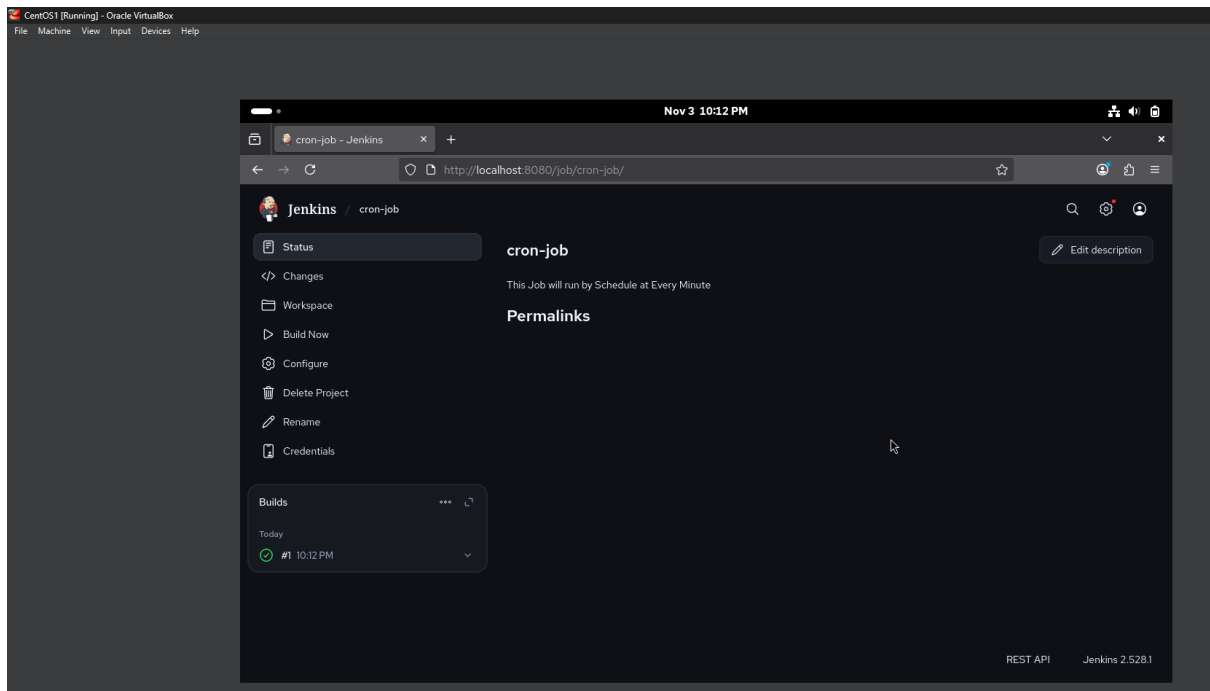 CentOS1 [Running] - Oracle VirtualBox
File Machine View Input Devices Help
Nov 3 10:12 PM
cron-job - Jenkins
http://localhost:8080/job/cron-job/
Jenkins / cron-job
Status
Changes
Workspace
Build Now
Configure
Delete Project
Rename
Credentials
Builds
Today
#1 10:12 PM
cron-job
Edit description
This Job will run by Schedule at Every Minute
Permalinks
REST API Jenkins 2.528.1